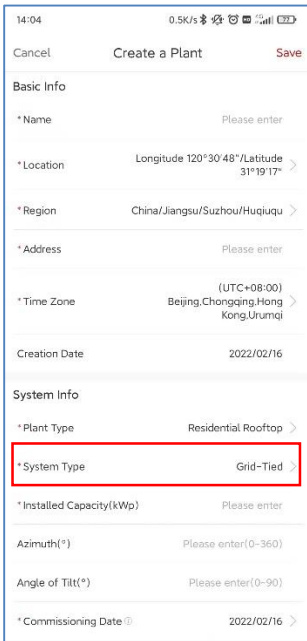 14:04 0.5K/s
Cancel Create a Plant Save
Basic Info
*Name Please enter
*Location Longitude 120°30'48"/Latitude
31°19'17"
*Region China/Jiangsu/Suzhou/Huqiuqu
*Address Please enter
(UTC+08:00)
*Time Zone Beijing,Chongqing,Hong
Kong,Urumqi
Creation Date 2022/02/16
System Info
*Plant Type Residential Rooftop
*System Type Grid-Tied
*Installed Capacity(kWp) Please enter
Azimuth(°) Please enter(0-360)
Angle of Tilt(°) Please enter(0-90)
*Commissioning Date 2022/02/16